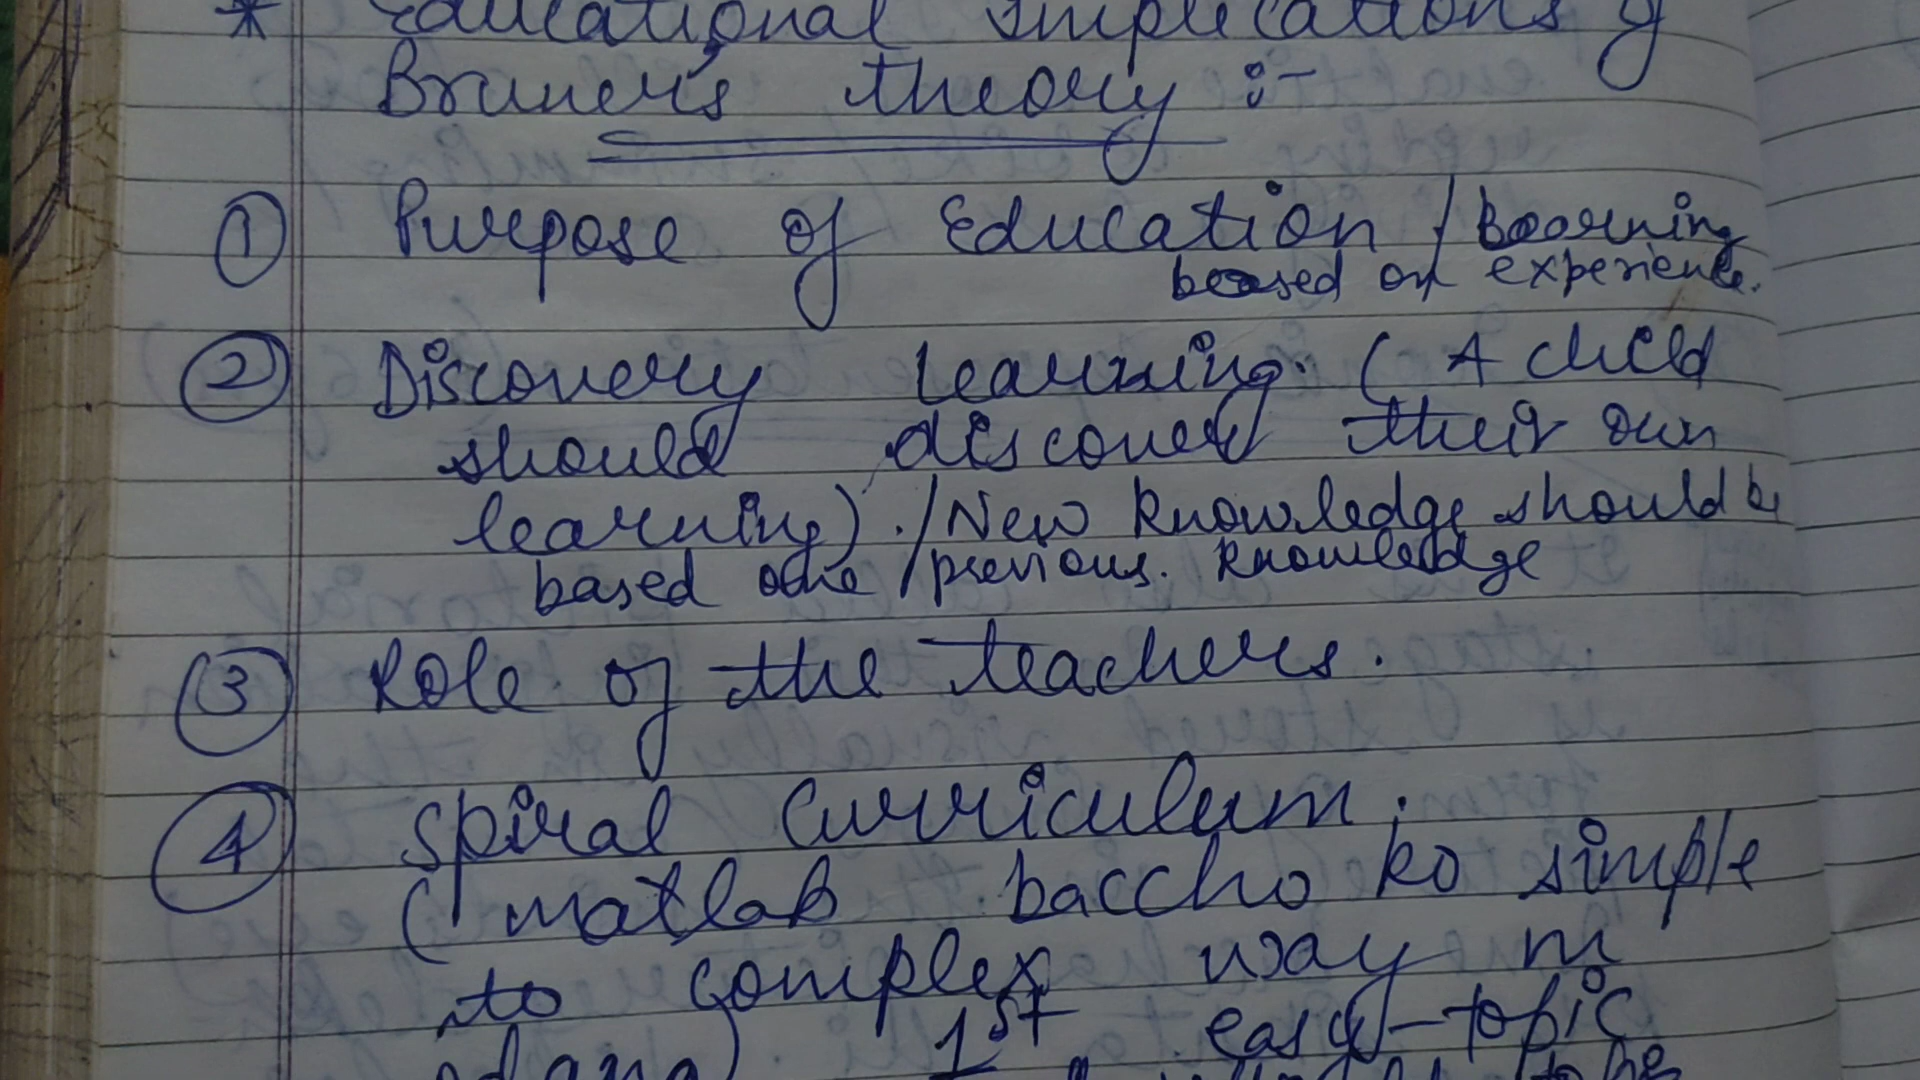 * Educational Implications of
Bruner's theory :-
① Purpose of Education / Learning
based on experience.
② Discovery learning. ( A child
should discover their own
learning) . / New knowledge should be
based / previous. knowledge
③ Role of the teachers.
④ Spiral Curriculum.
( matlab baccho ko simple
to complex way m
1st easy-topic
to be